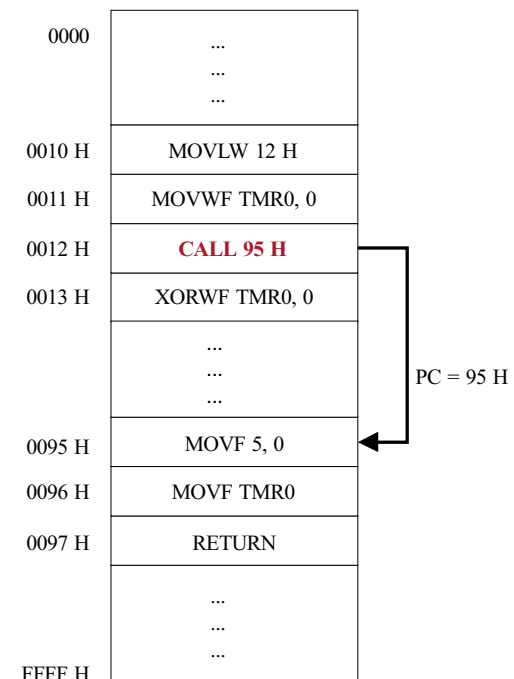 0000
...
...
...
0010 H MOVLW 12 H
0011 H MOVWF TMR0, 0
0012 H CALL 95 H
0013 H XORWF TMR0, 0
...
...
...
PC = 95 H
0095 H MOVF 5, 0
0096 H MOVF TMR0
0097 H RETURN
...
...
...
FFFF H